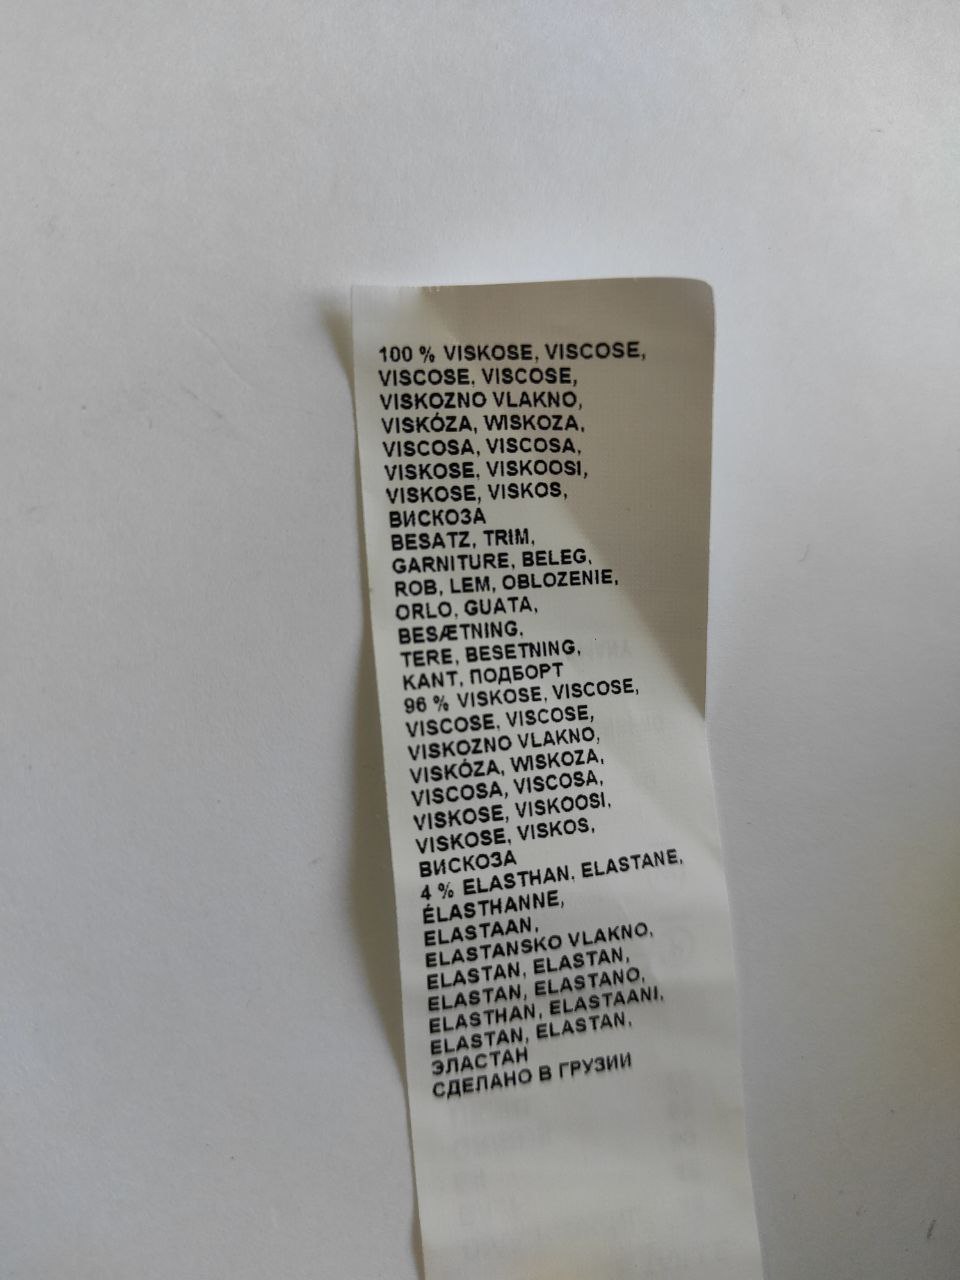 100 % VISKOSE, VISCOSE,
VISCOSE, VISCOSE,
VISKOZNO VLAKNO,
VISKÓZA, WISKOZA,
VISCOSA, VISCOSA,
VISKOSE, VISKOOSI,
VISKOSE, VISKOS,
ВИСКОЗА
BESATZ, TRIM,
GARNITURE, BELEG,
ROB, LEM, OBLOZENIE,
ORLO, GUATA,
BESÆTNING,
TERE, BESETNING,
KANT, ПОДБОРТ
96 % VISKOSE, VISCOSE,
VISCOSE, VISCOSE,
VISKOZNO VLAKNO,
VISKÓZA, WISKOZA,
VISCOSA, VISCOSA,
VISKOSE, VISKOOSI,
VISKOSE, VISKOS,
ВИСКОЗА
4 % ELASTHAN, ELASTANE,
ÉLASTHANNE,
ELASTAAN,
ELASTANSKO VLAKNO,
ELASTAN, ELASTAN,
ELASTAN, ELASTANO,
ELASTHAN, ELASTAANI,
ELASTAN, ELASTAN,
ЭЛАСТАН
СДЕЛАНО В ГРУЗИИ